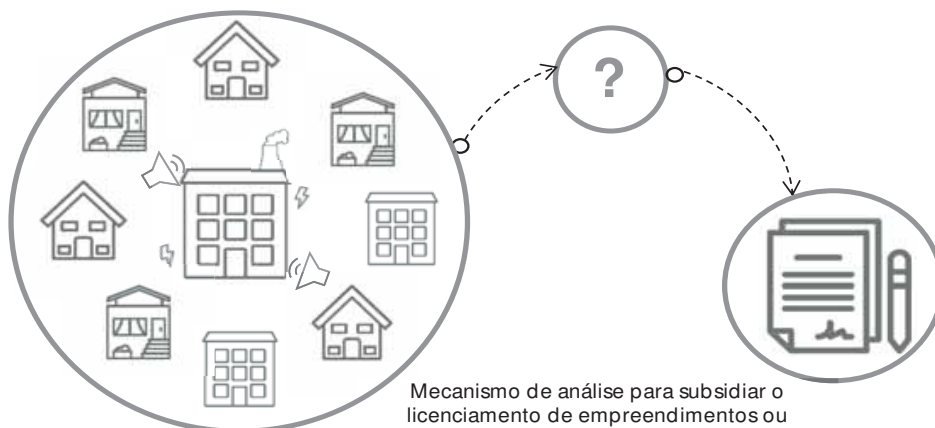 ?
Mecanismo de análise para subsidiar o
licenciamento de empreendimentos ou